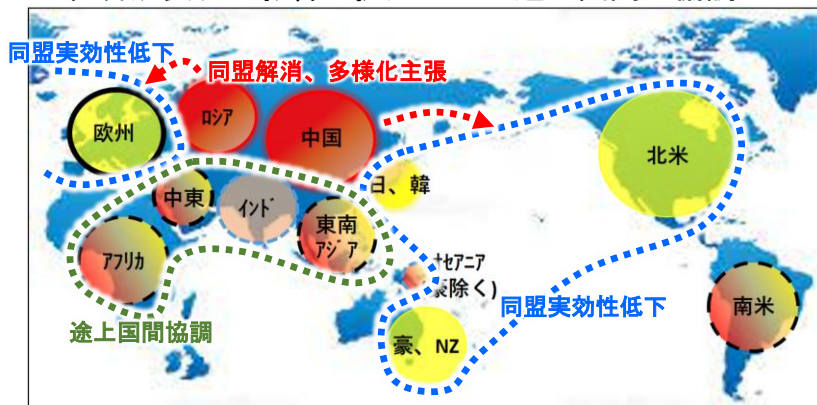 同盟実効性低下
同盟解消、多様化主張
欧州
ロシア
中国
北米
日、韓
中東
インド
東南
アジア
アフリカ
セアニア
除く)
同盟実効性低下
南米
途上国間協調
豪、NZ